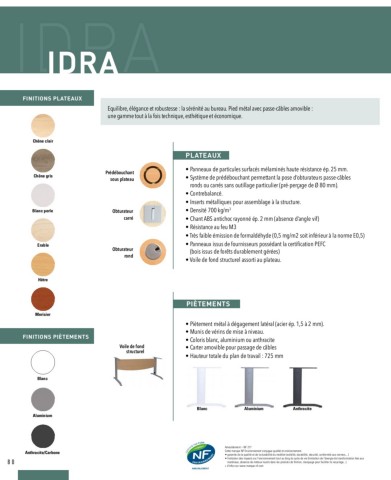 IDRA
IDRA
FINITIONS PLATEAUX
Equilibre, élégance et robustesse : la sérénité au bureau. Pied métal avec passe-câbles amovible :
une gamme tout à la fois technique, esthétique et économique.
Chêne clair
Chêne gris
Blanc perle
Erable
Hêtre
Merisier
Prédébouchant
sous plateau
Obturateur
carré
Obturateur
rond
PLATEAUX
• Panneaux de particules surfacés mélaminés haute résistance ép. 25 mm.
• Système de prédébouchant permettant la pose d'obturateurs passe-câbles
ronds ou carrés sans outillage particulier (pré-perçage de Ø 80 mm).
• Contrebalancé.
• Inserts métalliques pour assemblage à la structure.
• Densité 700 kg/m³
• Chant ABS antichoc rayonné ép. 2 mm (absence d'angle vif)
• Résistance au feu M3
• Très faible émission de formaldéhyde (0,5 mg/m2 soit inférieur à la norme E0,5)
• Panneaux issus de fournisseurs possédant la certification PEFC
(bois issus de forêts durablement gérées)
• Voile de fond structurel assorti au plateau.
FINITIONS PIÈTEMENTS
Blanc
Aluminium
Anthracite/Carbone
Voile de fond
structurel
PIÈTEMENTS
• Piètement métal à dégagement latéral (acier ép. 1,5 à 2 mm).
• Munis de vérins de mise à niveau.
• Coloris blanc, aluminium ou anthracite
• Carter amovible pour passage de câbles
• Hauteur totale du plan de travail : 725 mm
Blanc
Aluminium
Anthracite
NF